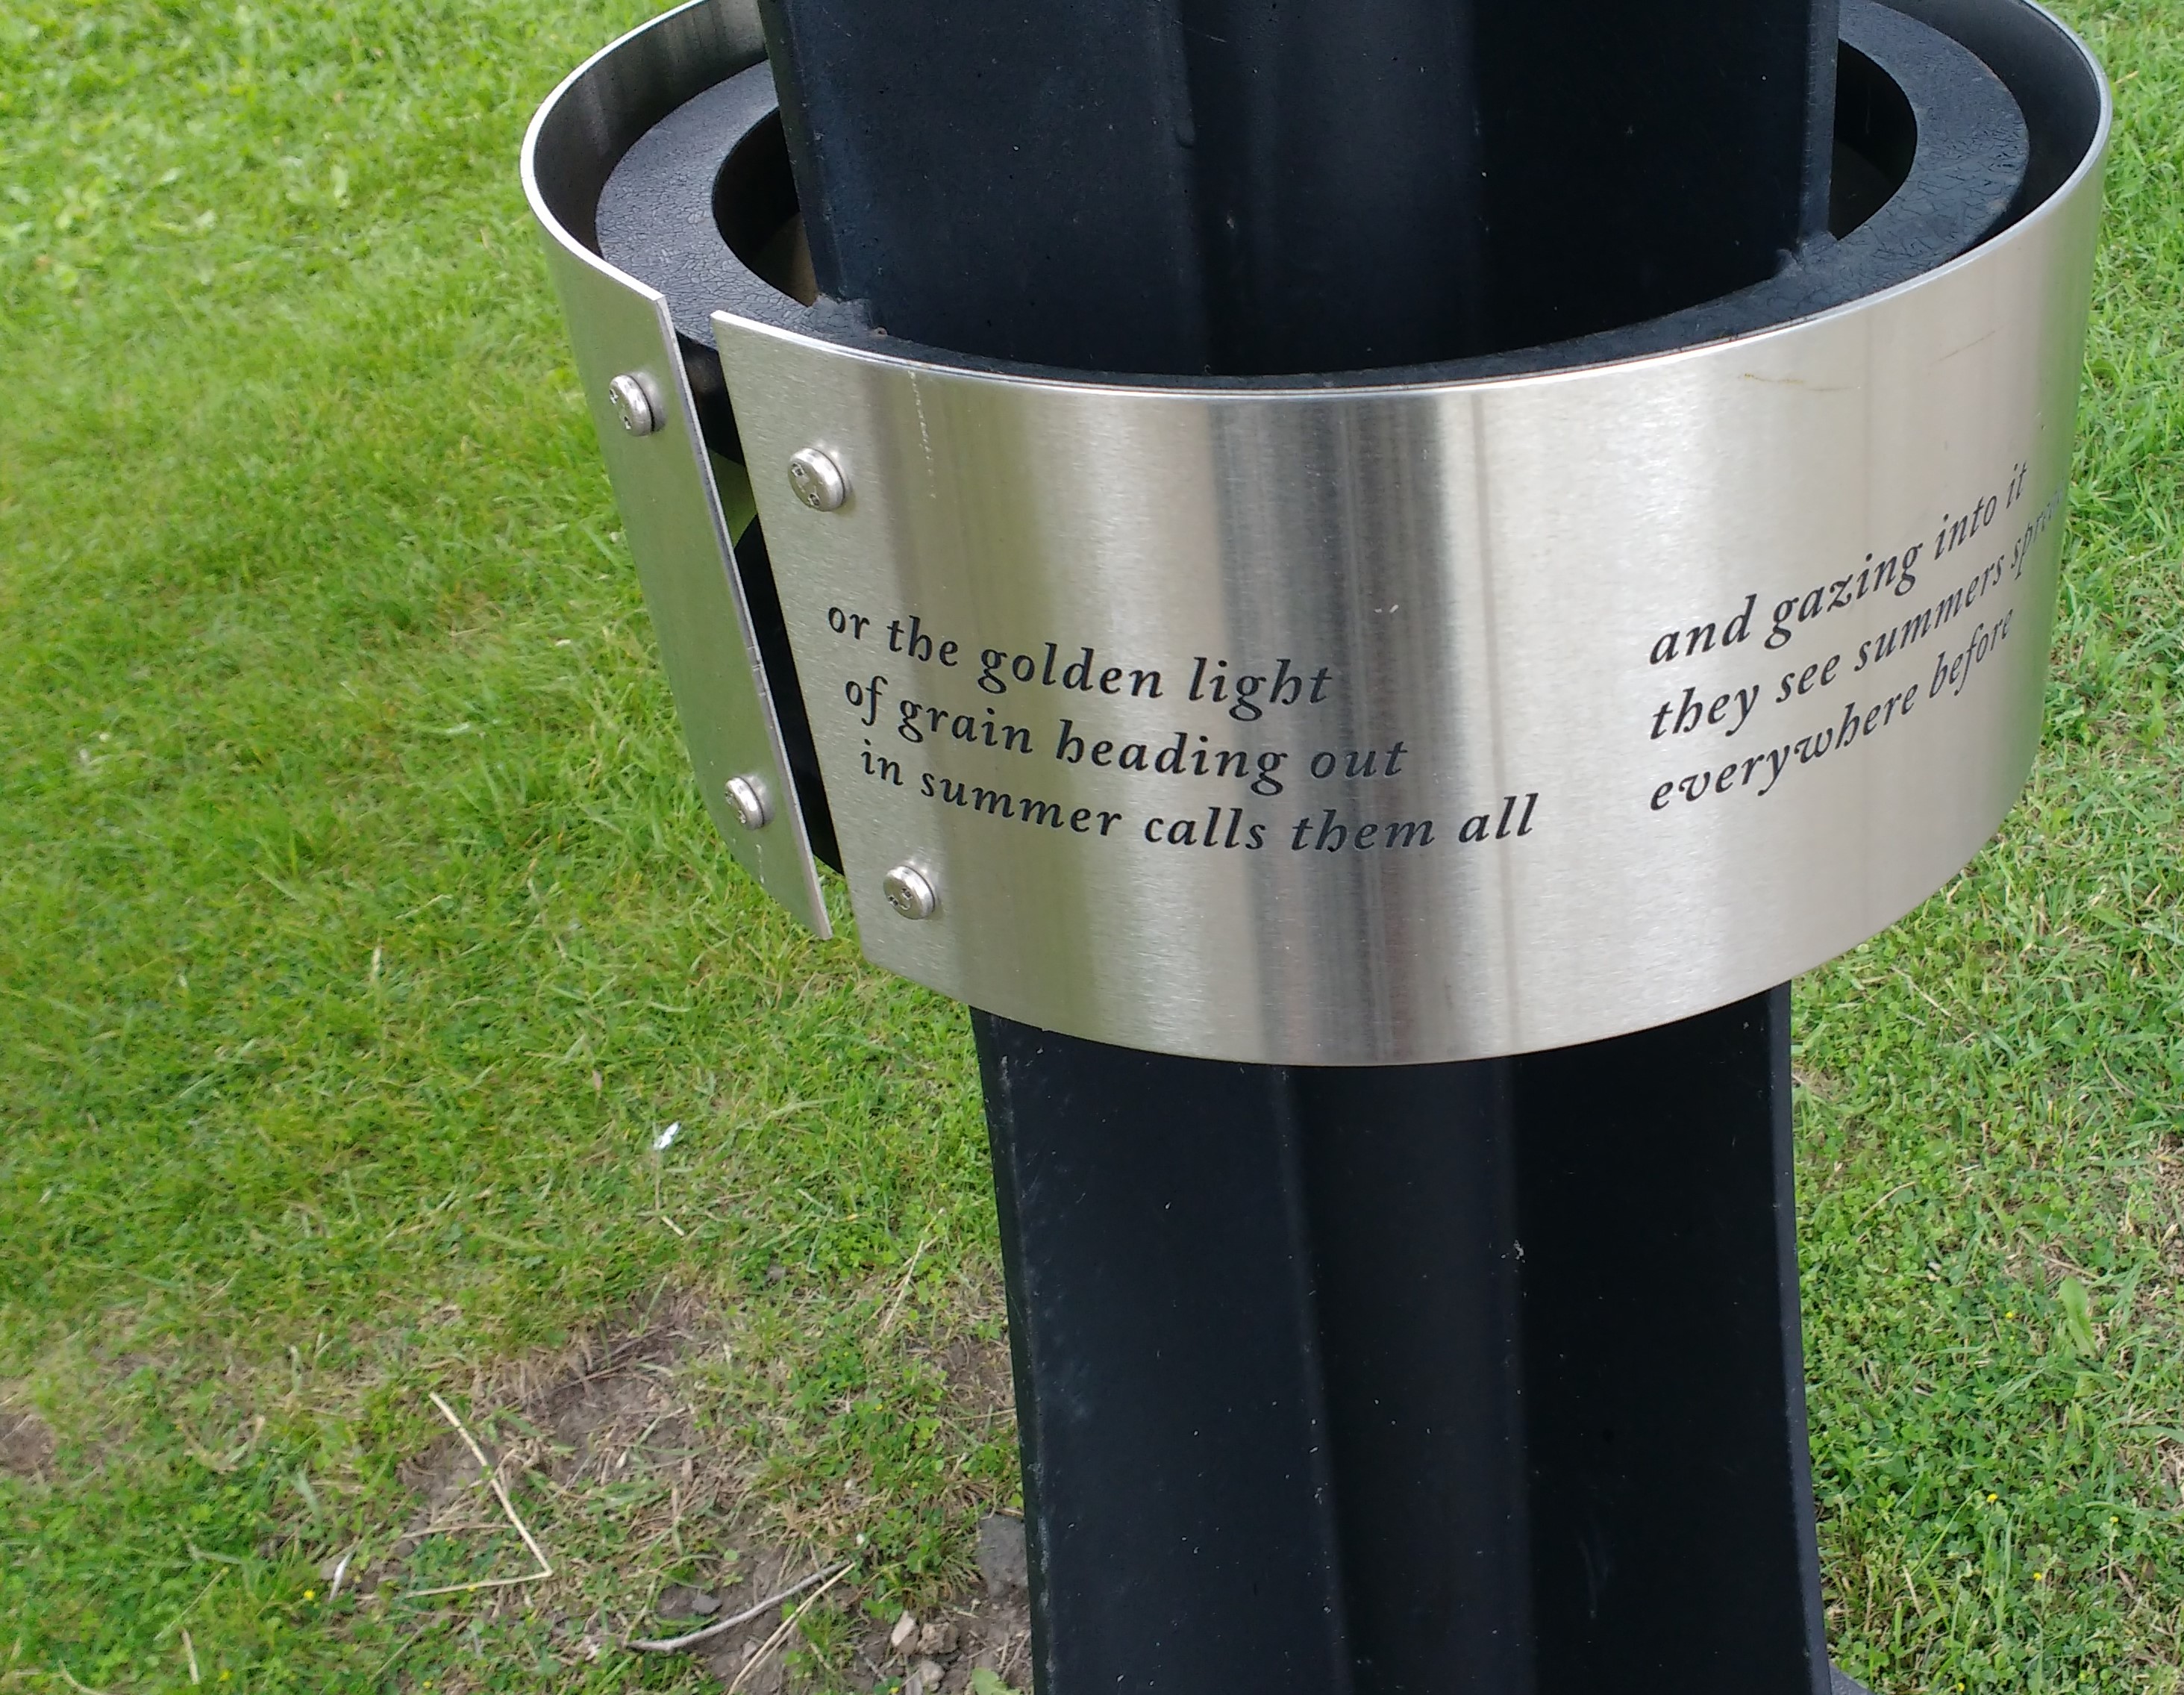 or the golden light
of grain heading out
in summer calls them all
and gazing into it
they see summers
everywhere before